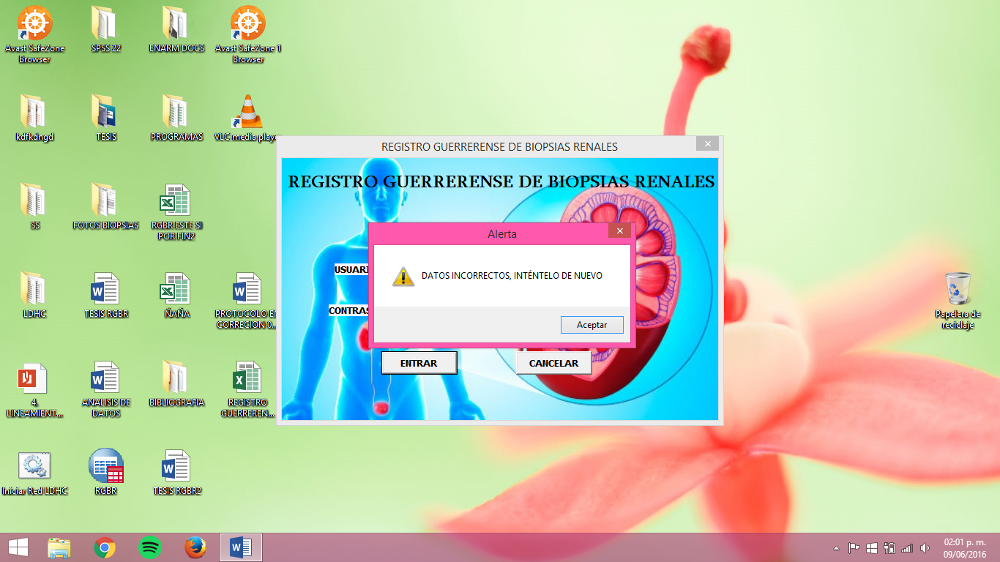 Avast SafeZone
Browser
SPSS 22
ENARM DOCS
Avast SafeZone 1
Browser
kdfkdngd
TESIS
PROGRAMAS
VLC media playe
SS
FOTOS BIOPSIAS
RGBR ESTE SI
POR FIN2
LDHC
TESIS RGBR
ÑAÑA
PROTOCOLO EN
CORRECION 0...
4.
LINEAMIENT...
ANALISIS DE
DATOS
BIBLIOGRAFIA
REGISTRO
GUERREREN...
Iniciar Red LDHC
RGBR
TESIS RGBR2
REGISTRO GUERRERENSE DE BIOPSIAS RENALES
REGISTRO GUERRERENSE DE BIOPSIAS RENALES
USUARI
CONTRAS
Alerta
DATOS INCORRECTOS, INTÉNTELO DE NUEVO
Aceptar
ENTRAR
CANCELAR
Papelera de
reciclaje
02:01 p. m.
09/06/2016